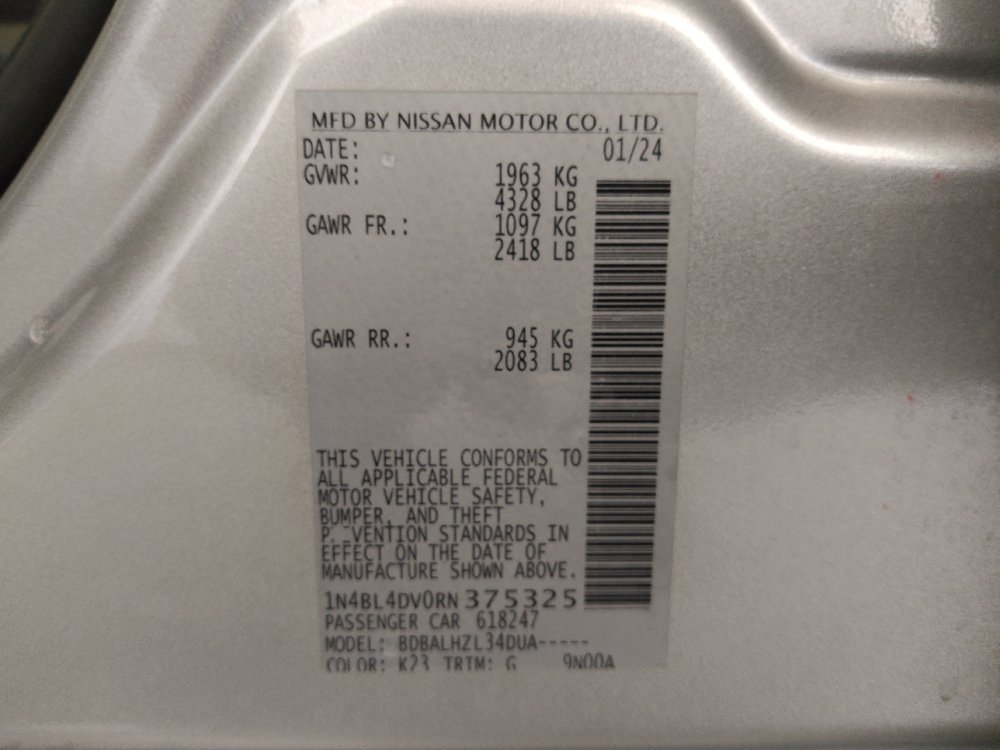 MFD BY NISSAN MOTOR CO., LTD.
DATE: 01/24
GVWR: 1963 KG
4328 LB
GAWR FR.: 1097 KG
2418 LB
GAWR RR.: 945 KG
2083 LB
THIS VEHICLE CONFORMS TO
ALL APPLICABLE FEDERAL
MOTOR VEHICLE SAFETY,
BUMPER, AND THEFT
STANDARDS IN
EFFECT ON THE DATE OF
MANUFACTURE SHOWN ABOVE.
1N4BL4DV0RN375325
PASSENGER CAR 618247
MODEL: BDBALHZL34DUA-----
COLOR: K23 TRIM: G 9N00A